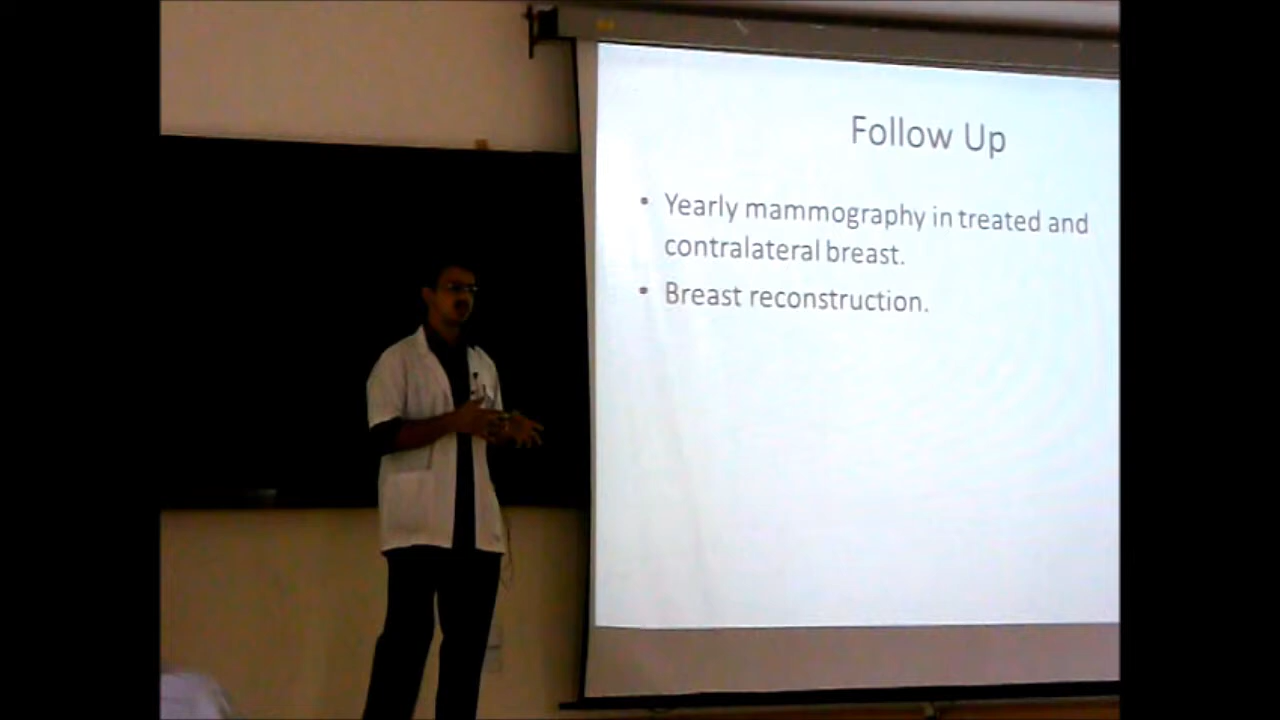 Follow Up
• Yearly mammography in treated and
contralateral breast.
• Breast reconstruction.